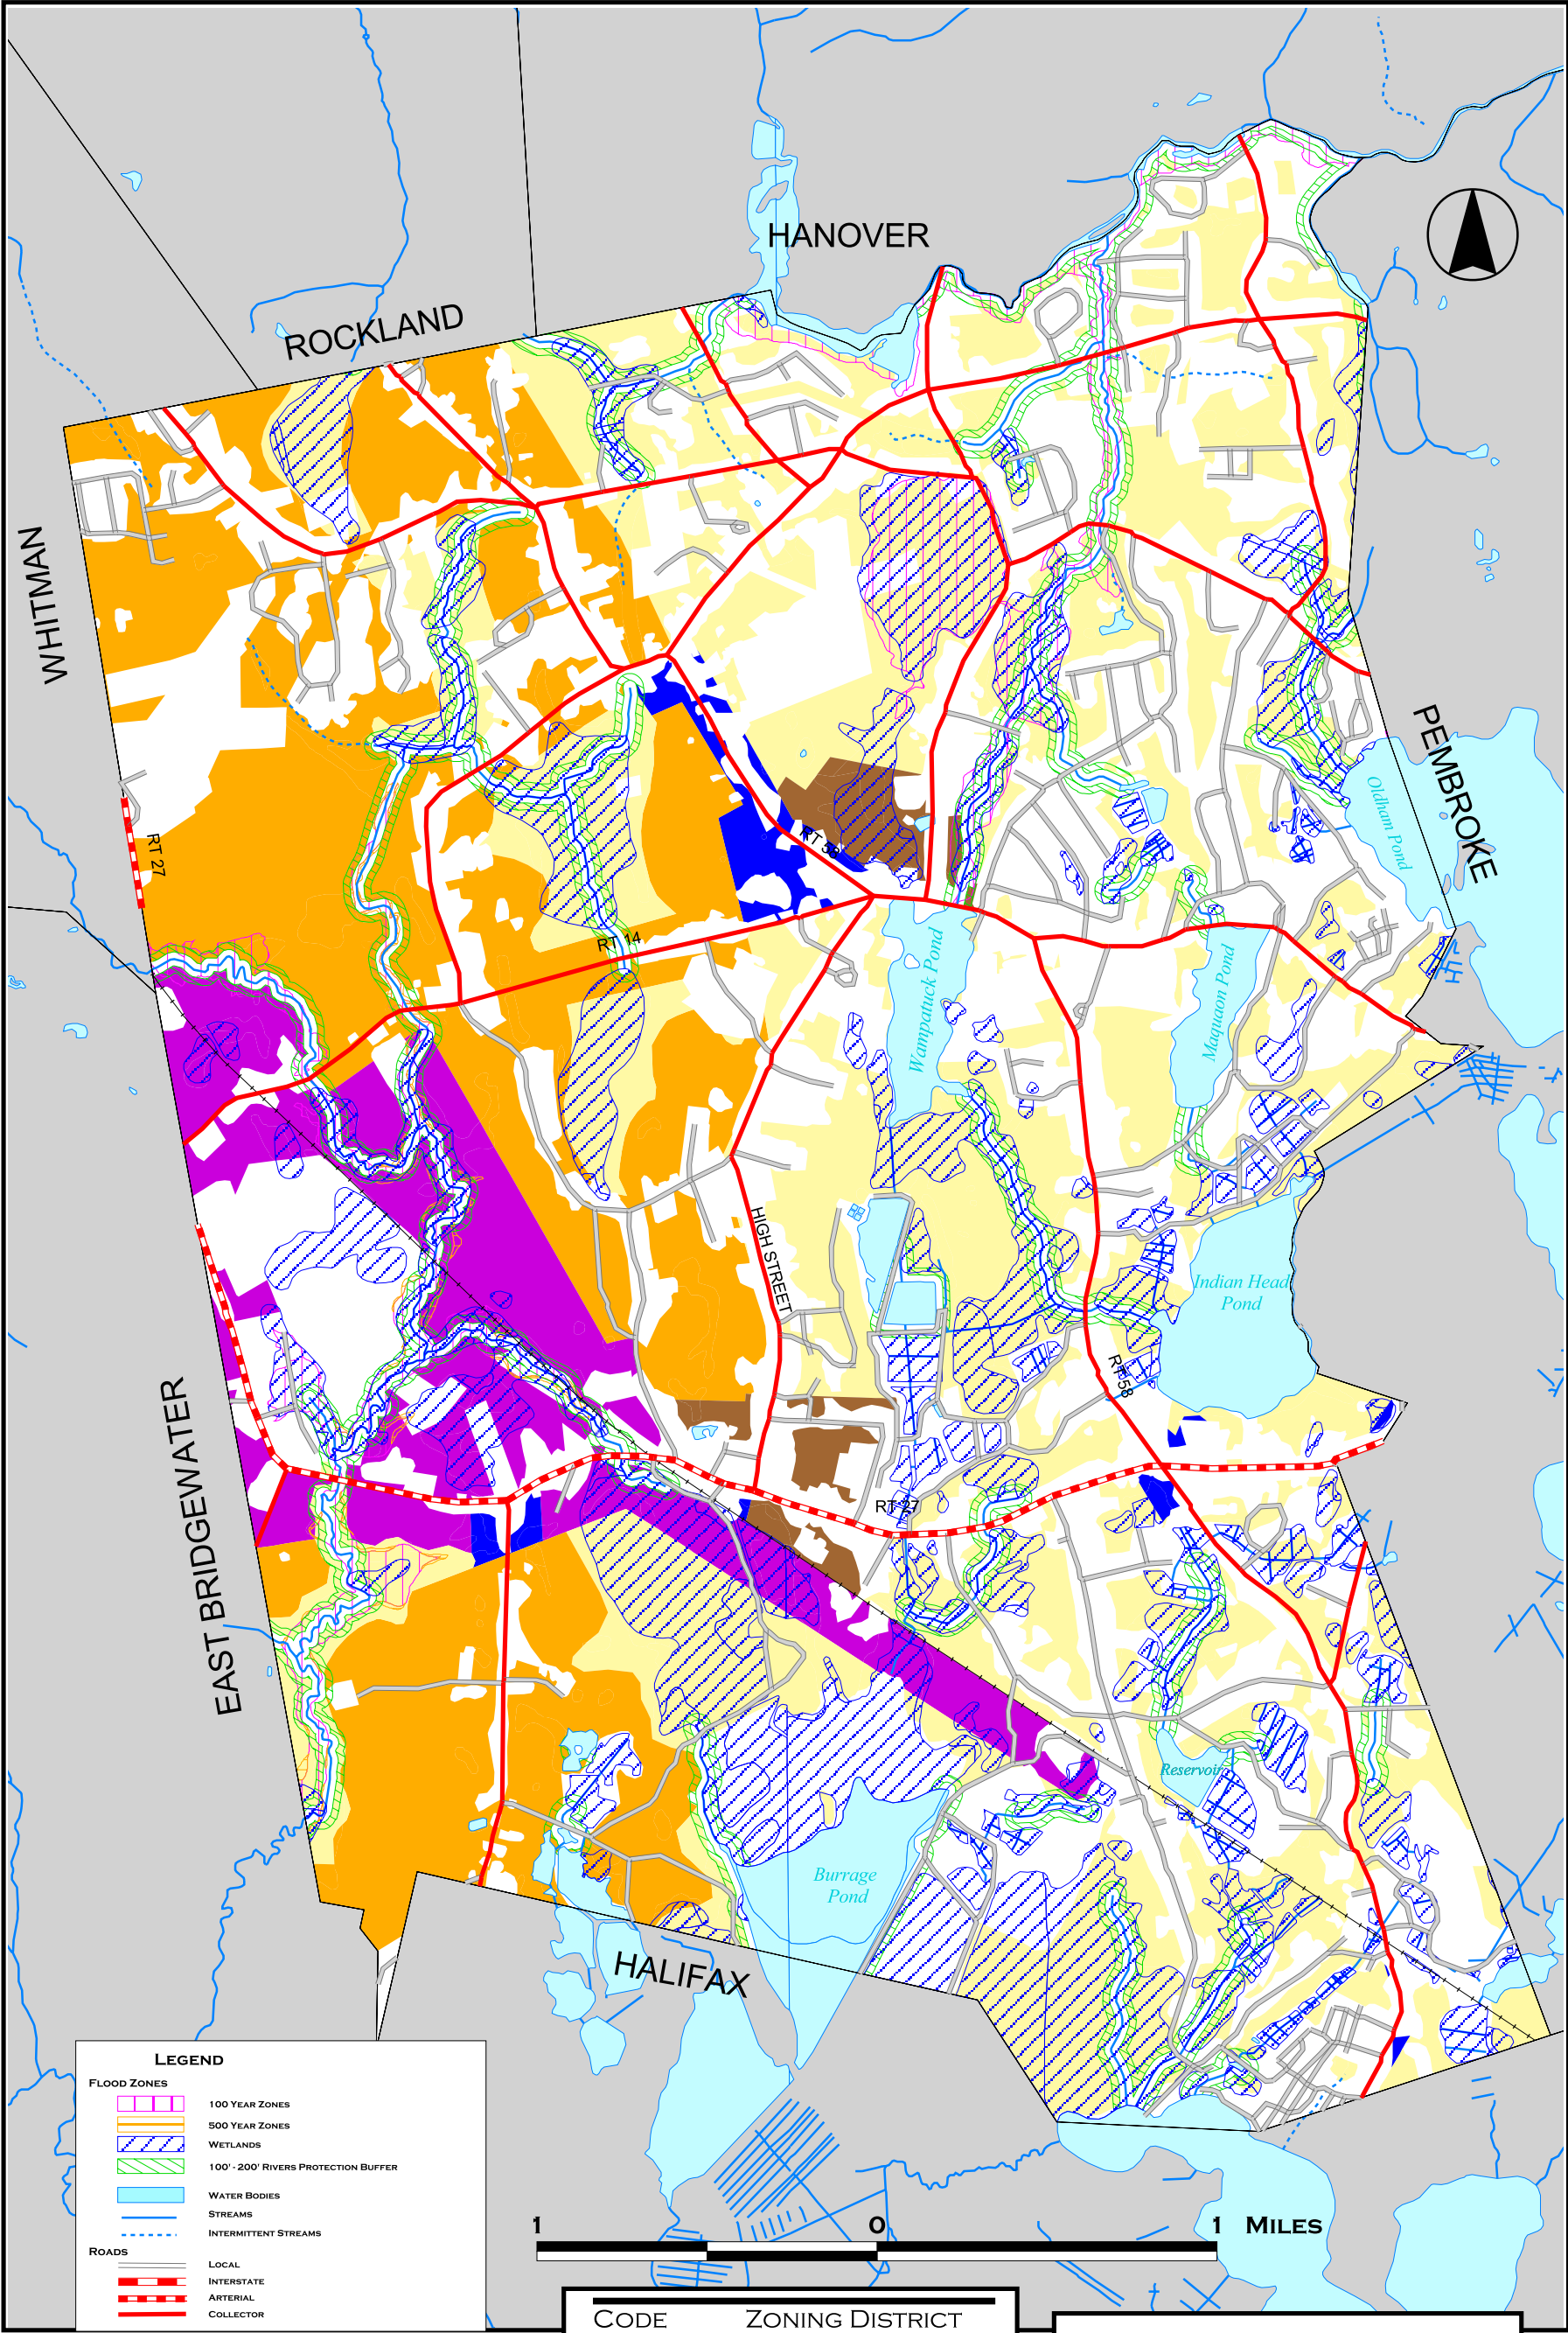 HANOVER
ROCKLAND
WHITMAN
PEMBROKE
Oldham Pond
RT 27
RT 58
RT 14
Wampatuck Pond
Maquaon Pond
HIGH STREET
Indian Head
Pond
RT 58
EAST BRIDGEWATER
RT 27
Reservoir
Burrage
Pond
HALIFAX
LEGEND
FLOOD ZONES
100 YEAR ZONES
500 YEAR ZONES
WETLANDS
100' - 200' RIVERS PROTECTION BUFFER
WATER BODIES
STREAMS
INTERMITTENT STREAMS
ROADS
LOCAL
INTERSTATE
ARTERIAL
COLLECTOR
1 0 1 MILES
CODE ZONING DISTRICT